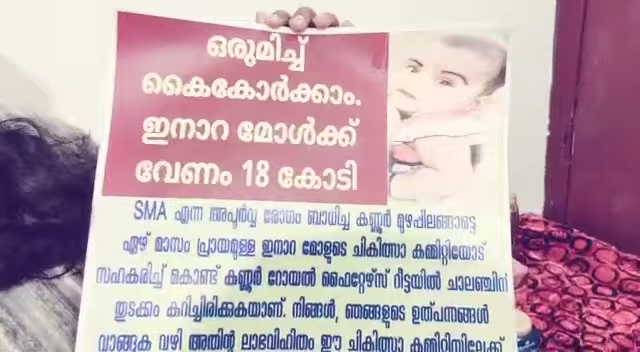 ഒരുമിച്ച്
കൈകോർക്കാം.
ഇനാറ മോൾക്ക്
വേണം 18 കോടി
SMA എന്ന അപൂർവ്വ രോഗം ബാധിച്ച കണ്ണൂർ മുഴപ്പിലങ്ങാട്ടെ
ഏഴ് മാസം പ്രായമുള്ള ഇനാറ മോളുടെ ചികിത്സാ കമ്മിറ്റിയോട്
സഹകരിച്ച് കൊണ്ട് കണ്ണൂർ റോയൽ ഫൈറ്റേഴ്സ് റീട്ടയിൽ ചാലഞ്ചിന്
തുടക്കം കുറിച്ചിരിക്കുകയാണ്. നിങ്ങൾ, ഞങ്ങളുടെ ഉത്പന്നങ്ങൾ
വാങ്ങുക വഴി അതിന്റ ലാഭവിഹിതം ഈ ചികിത്സാ